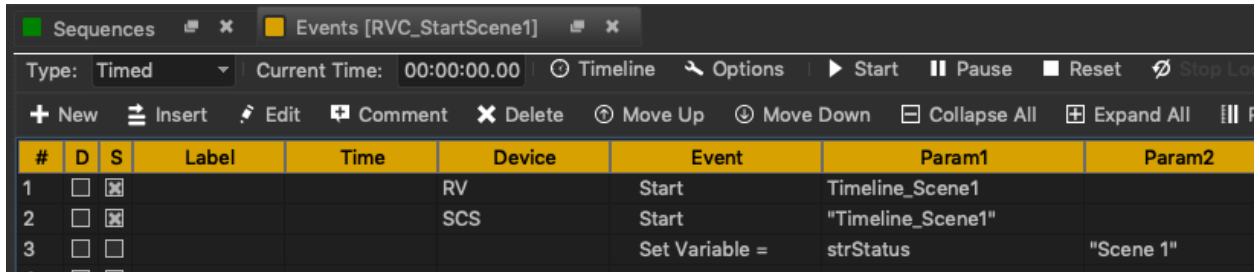 Sequences Events [RVC_StartScene1]
Type: Timed Current Time: 00:00:00.00 Timeline Options Start Pause Reset Stop
New Insert Edit Comment Delete Move Up Move Down Collapse All Expand All
# D S Label Time Device Event Param1 Param2
1 RV Start Timeline_Scene1
2 SCS Start "Timeline_Scene1"
3 Set Variable = strStatus "Scene 1"